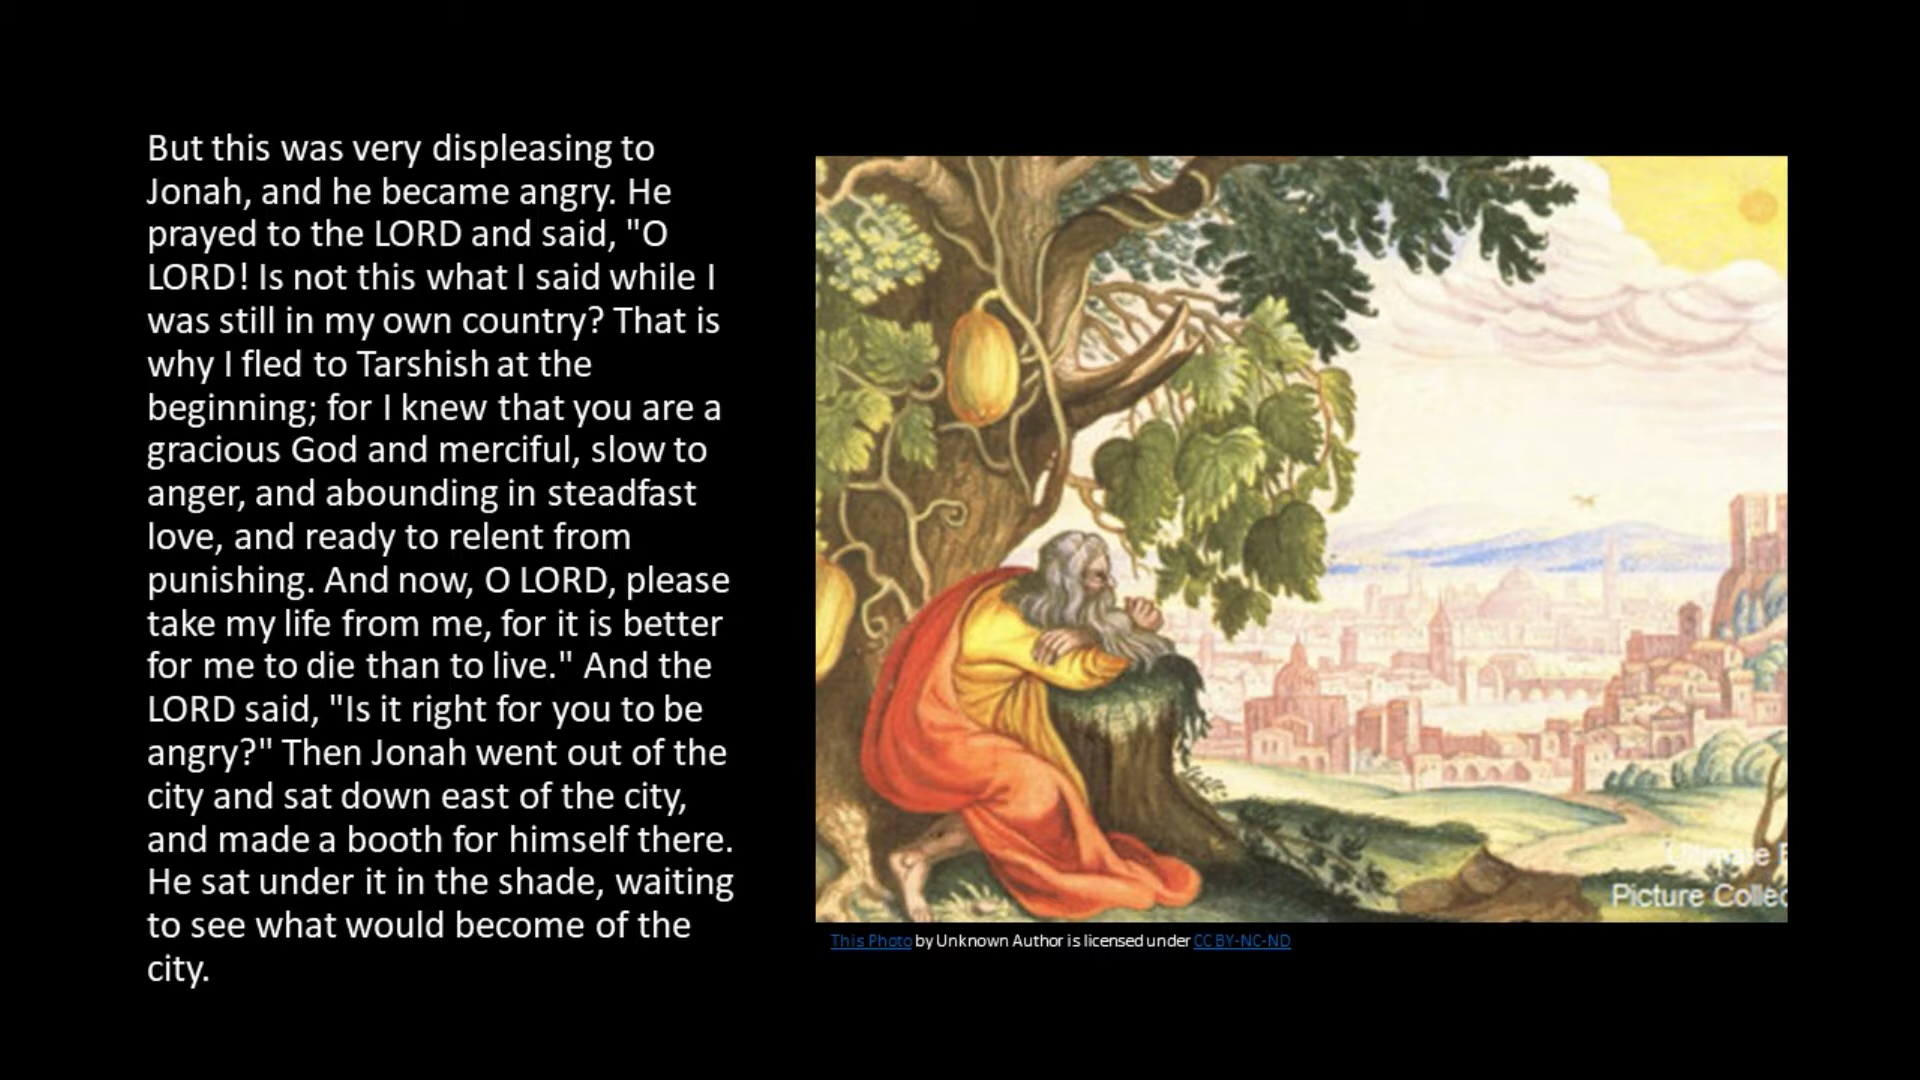 But this was very displeasing to
Jonah, and he became angry. He
prayed to the LORD and said, "O
LORD! Is not this what I said while I
was still in my own country? That is
why I fled to Tarshish at the
beginning; for I knew that you are a
gracious God and merciful, slow to
anger, and abounding in steadfast
love, and ready to relent from
punishing. And now, O LORD, please
take my life from me, for it is better
for me to die than to live." And the
LORD said, "Is it right for you to be
angry?" Then Jonah went out of the
city and sat down east of the city,
and made a booth for himself there.
He sat under it in the shade, waiting
to see what would become of the
city.
Picture
This Photo by Unknown Author is licensed under CC BY-NC-ND